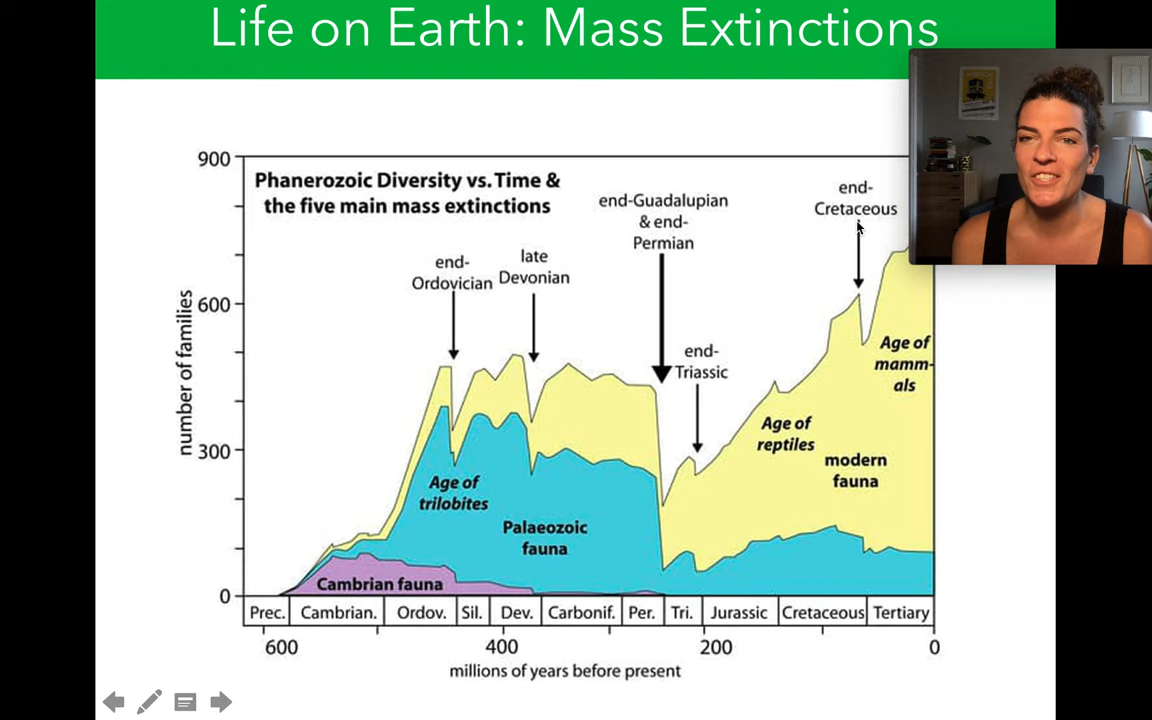 Life on Earth: Mass Extinctions
900
Phanerozoic Diversity vs. Time &
the five main mass extinctions
end-Guadalupian
& end-
Permian
end-
Cretaceous
end-
Ordovician
late
Devonian
600
number of families
end-
Triassic
Age of
mamm-
als
Age of
reptiles
modern
fauna
300
Age of
trilobites
Palaeozoic
fauna
Cambrian fauna
0
Prec. Cambrian. Ordov. Sil. Dev. Carbonif. Per. Tri. Jurassic Cretaceous Tertiary
600 400 200 0
millions of years before present